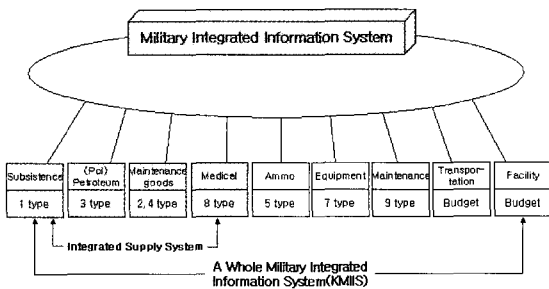 Military Integrated Information System
Subsistence
1 type
(Pol)
Petroleum
3 type
Maintenance
goods
2, 4 type
Medical
8 type
Ammo
5 type
Equipment
7 type
Maintenance
9 type
Transpor-
tation
Budget
Facility
Budget
Integrated Supply System
A Whole Military Integrated
Information System(KMIIS)